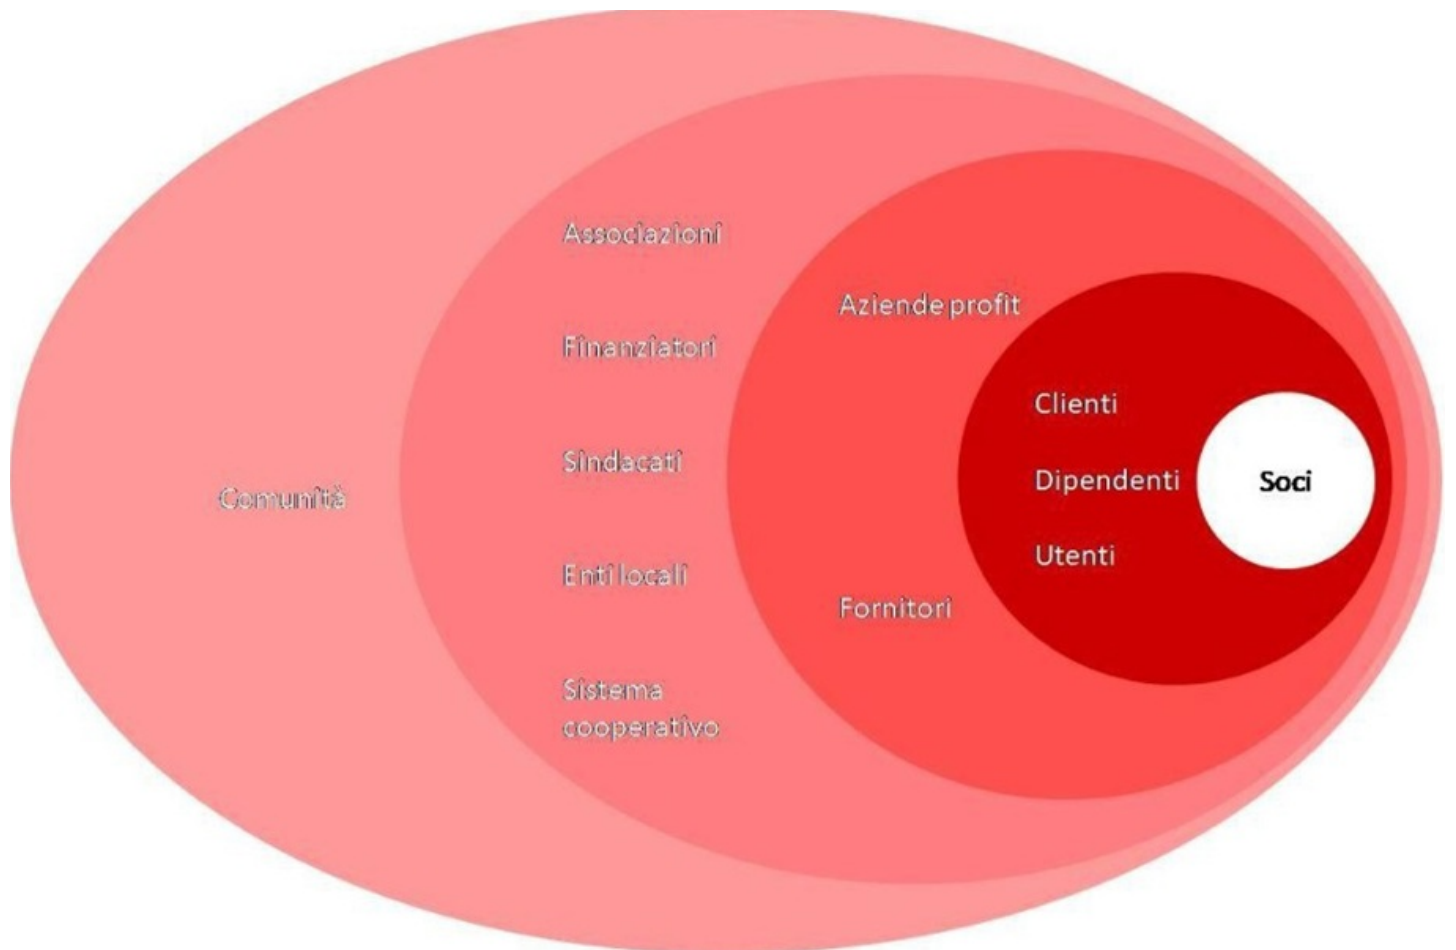 Comunità
Associazioni
Finanziatori
Sindacati
Enti locali
Sistema
cooperativo
Aziende profit
Fornitori
Clienti
Dipendenti
Utenti
Soci